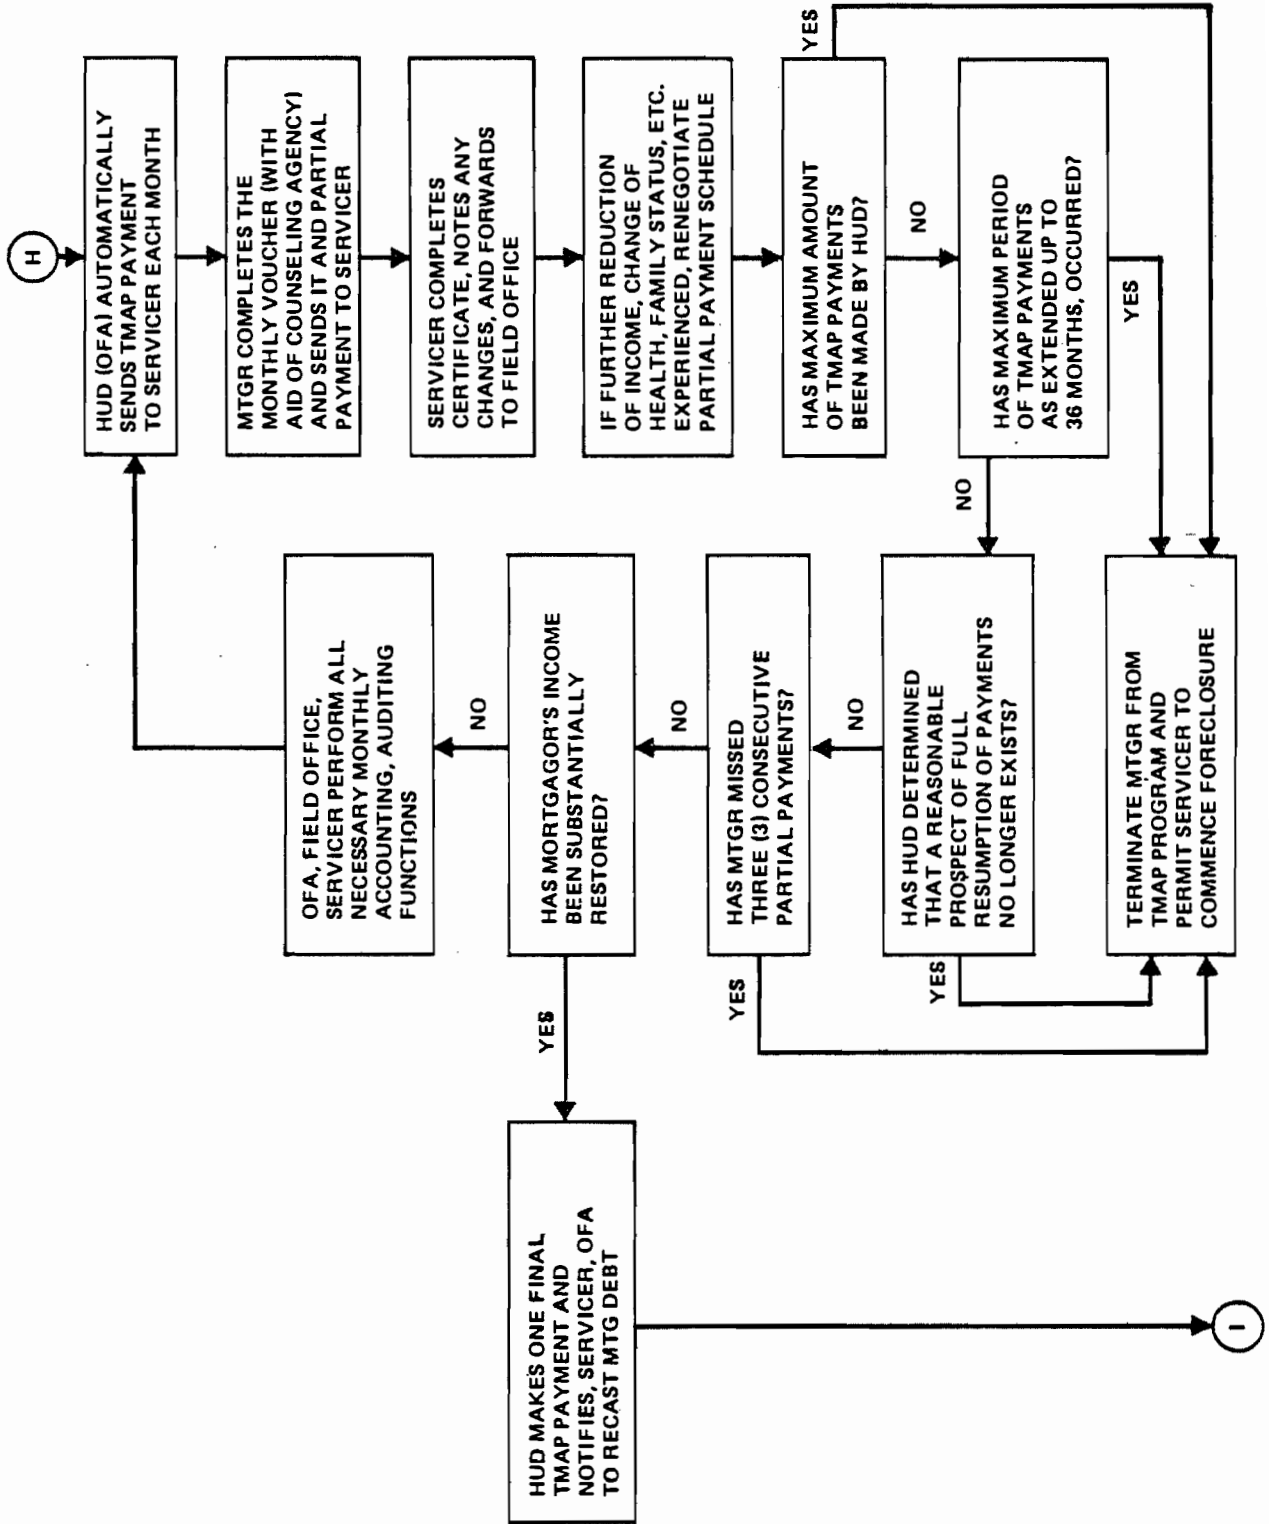 H
HUD (OFA) AUTOMATICALLY
SENDS TMAP PAYMENT
TO SERVICER EACH MONTH
MTGR COMPLETES THE
MONTHLY VOUCHER (WITH
AID OF COUNSELING AGENCY)
AND SENDS IT AND PARTIAL
PAYMENT TO SERVICER
SERVICER COMPLETES
CERTIFICATE, NOTES ANY
CHANGES, AND FORWARDS
TO FIELD OFFICE
IF FURTHER REDUCTION
OF INCOME, CHANGE OF
HEALTH, FAMILY STATUS, ETC.
EXPERIENCED, RENEGOTIATE
PARTIAL PAYMENT SCHEDULE
HAS MAXIMUM AMOUNT
OF TMAP PAYMENTS
BEEN MADE BY HUD?
YES
NO
HAS MAXIMUM PERIOD
OF TMAP PAYMENTS
AS EXTENDED UP TO
36 MONTHS, OCCURRED?
YES
NO
HAS HUD DETERMINED
THAT A REASONABLE
PROSPECT OF FULL
RESUMPTION OF PAYMENTS
NO LONGER EXISTS?
YES
NO
HAS MTGR MISSED
THREE (3) CONSECUTIVE
PARTIAL PAYMENTS?
YES
NO
HAS MORTGAGOR'S INCOME
BEEN SUBSTANTIALLY
RESTORED?
YES
NO
OFA, FIELD OFFICE,
SERVICER PERFORM ALL
NECESSARY MONTHLY
ACCOUNTING, AUDITING
FUNCTIONS
TERMINATE MTGR FROM
TMAP PROGRAM AND
PERMIT SERVICER TO
COMMENCE FORECLOSURE
HUD MAKES ONE FINAL
TMAP PAYMENT AND
NOTIFIES, SERVICER, OFA
TO RECAST MTG DEBT
I